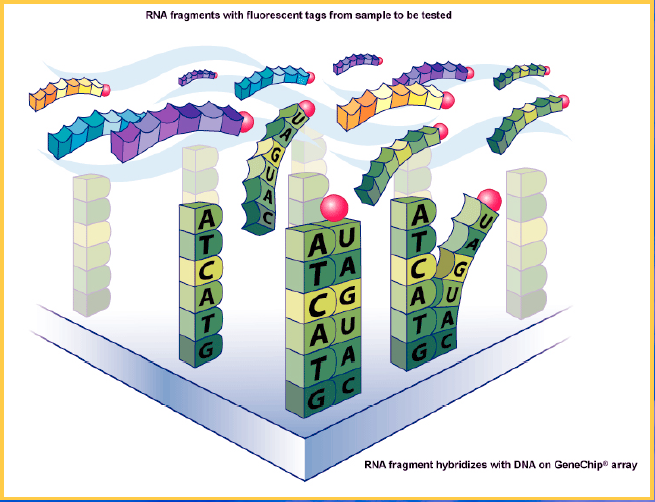 RNA fragments with fluorescent tags from sample to be tested
U
A
G
U
A
C
A
T
C
A
T
G
A U
T A
C G
A U
T A
G C
A
T
C
A
T
G
U
A
G
U
A
C
RNA fragment hybridizes with DNA on GeneChip® array